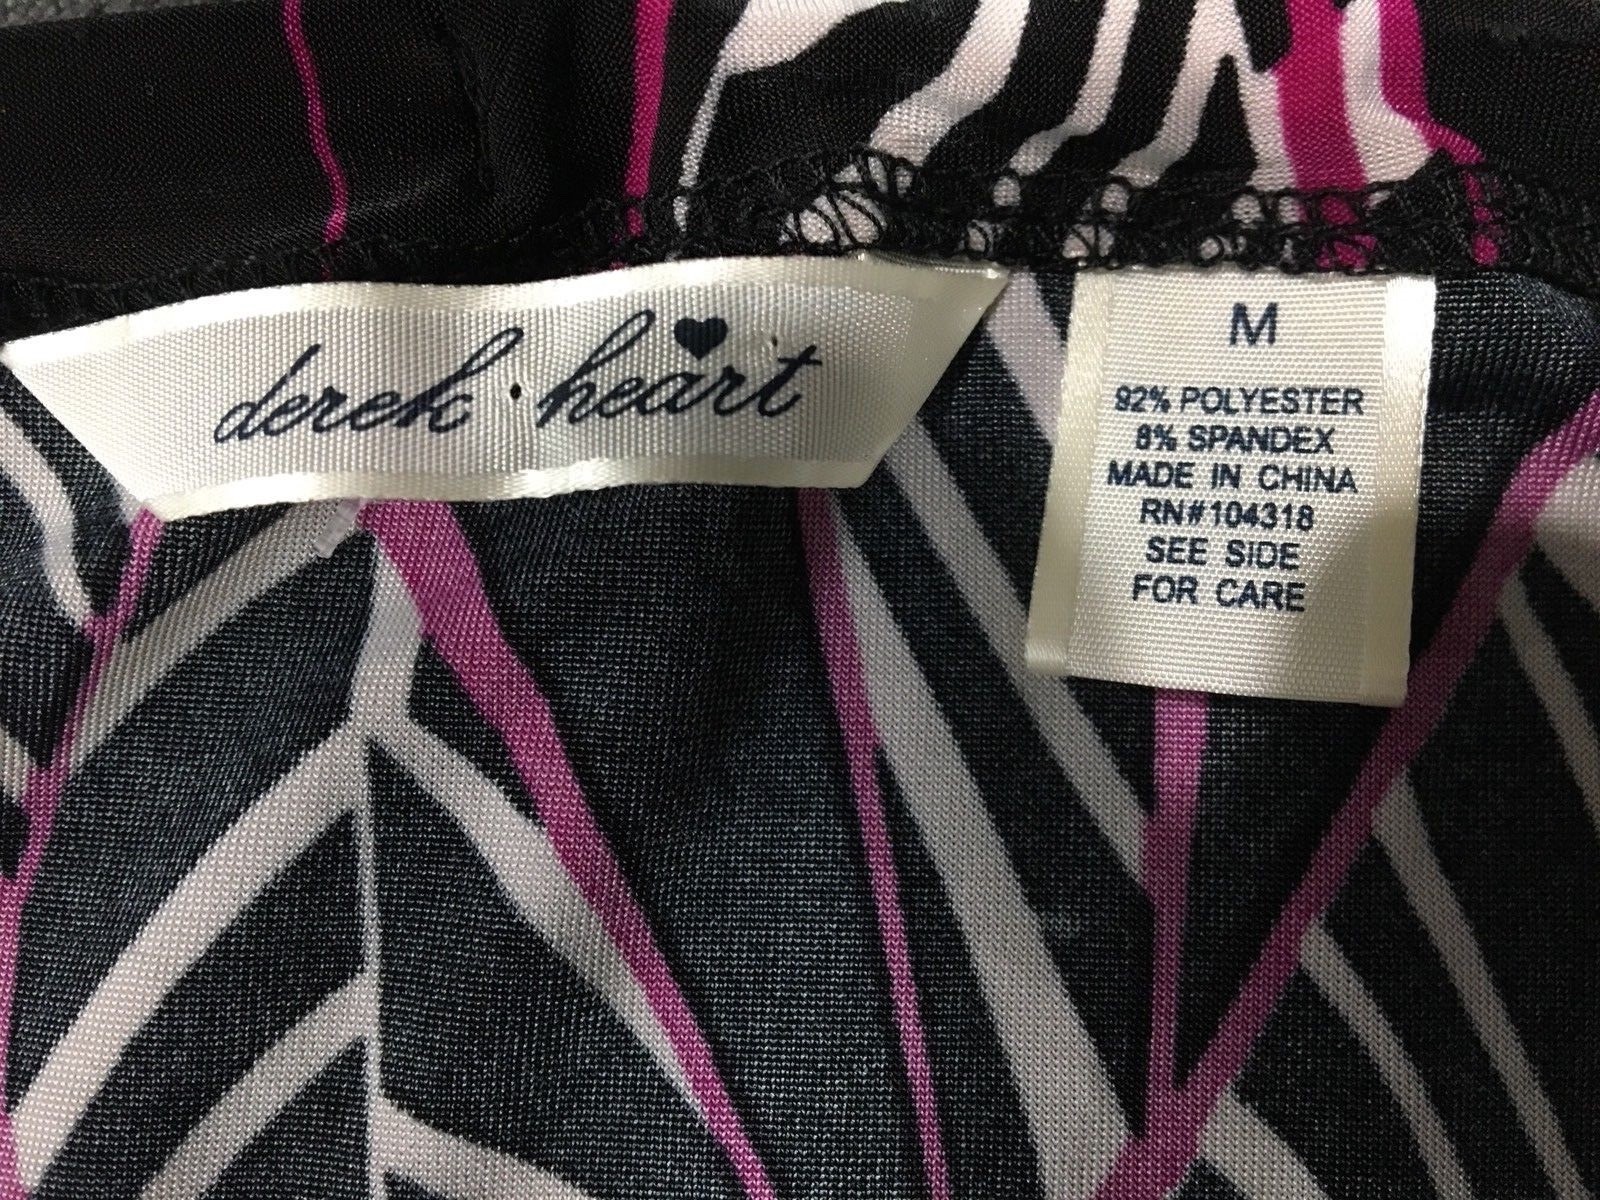 derek heart
M
92% POLYESTER
8% SPANDEX
MADE IN CHINA
RN#104318
SEE SIDE
FOR CARE